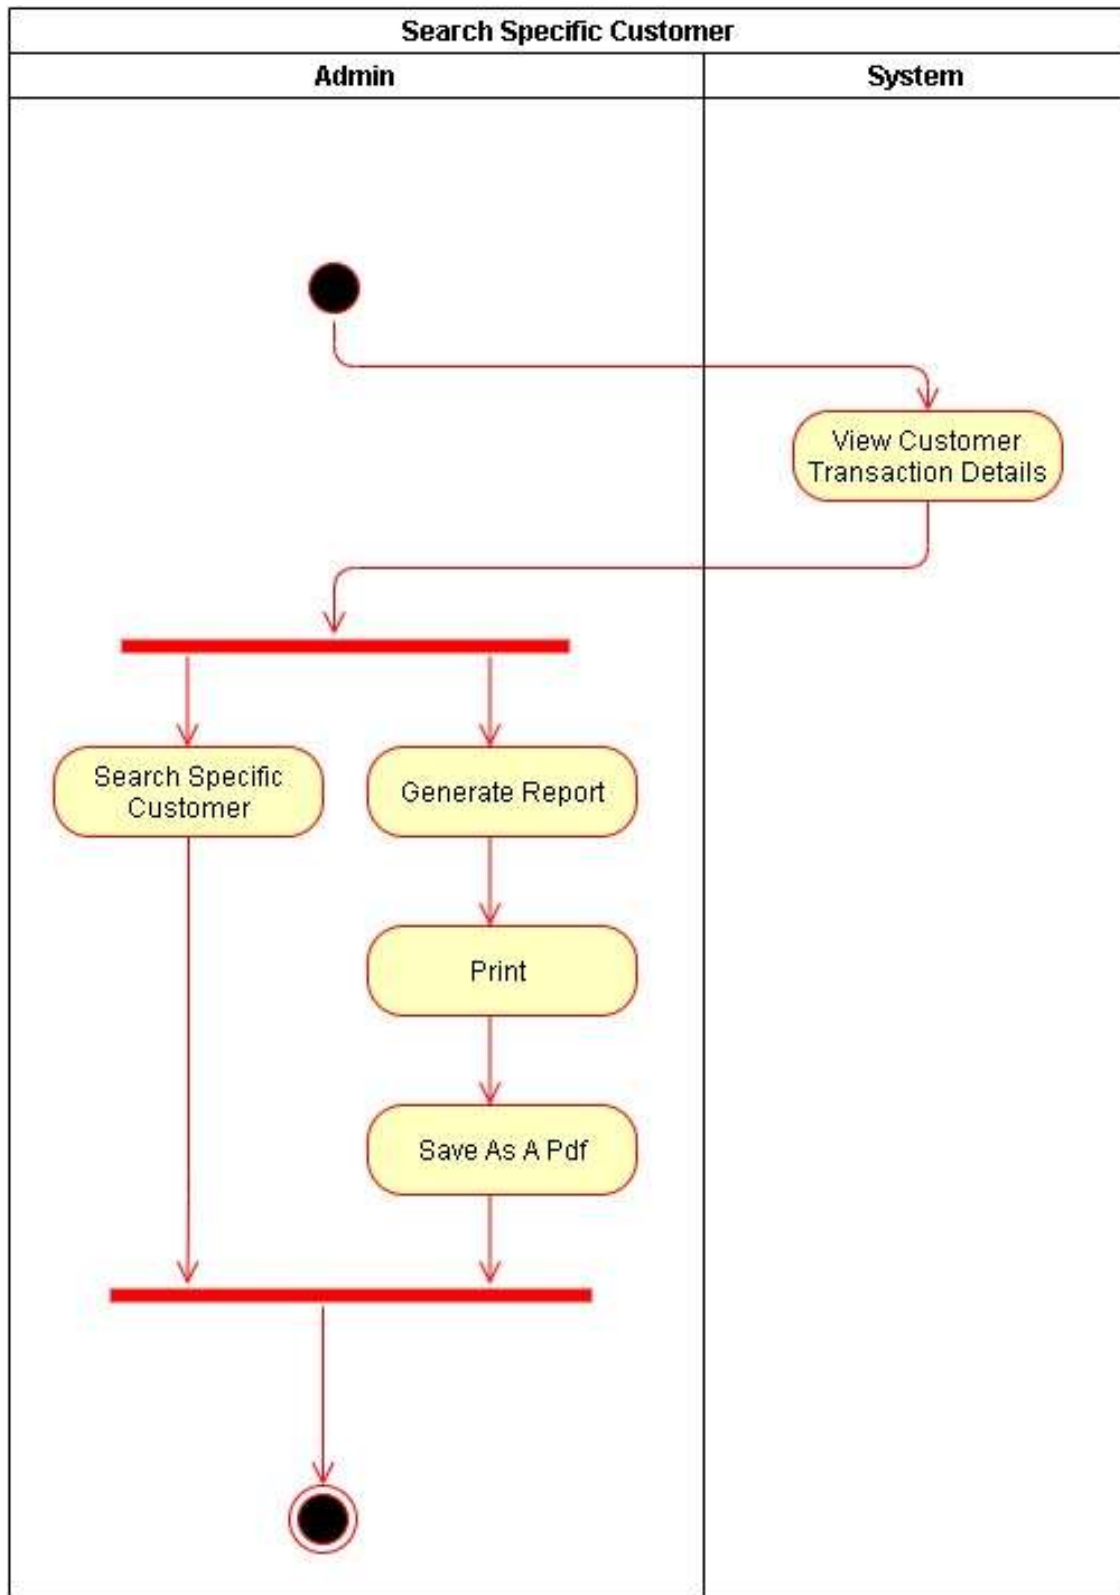 Search Specific Customer
Admin
System
View Customer
Transaction Details
Search Specific
Customer
Generate Report
Print
Save As A Pdf